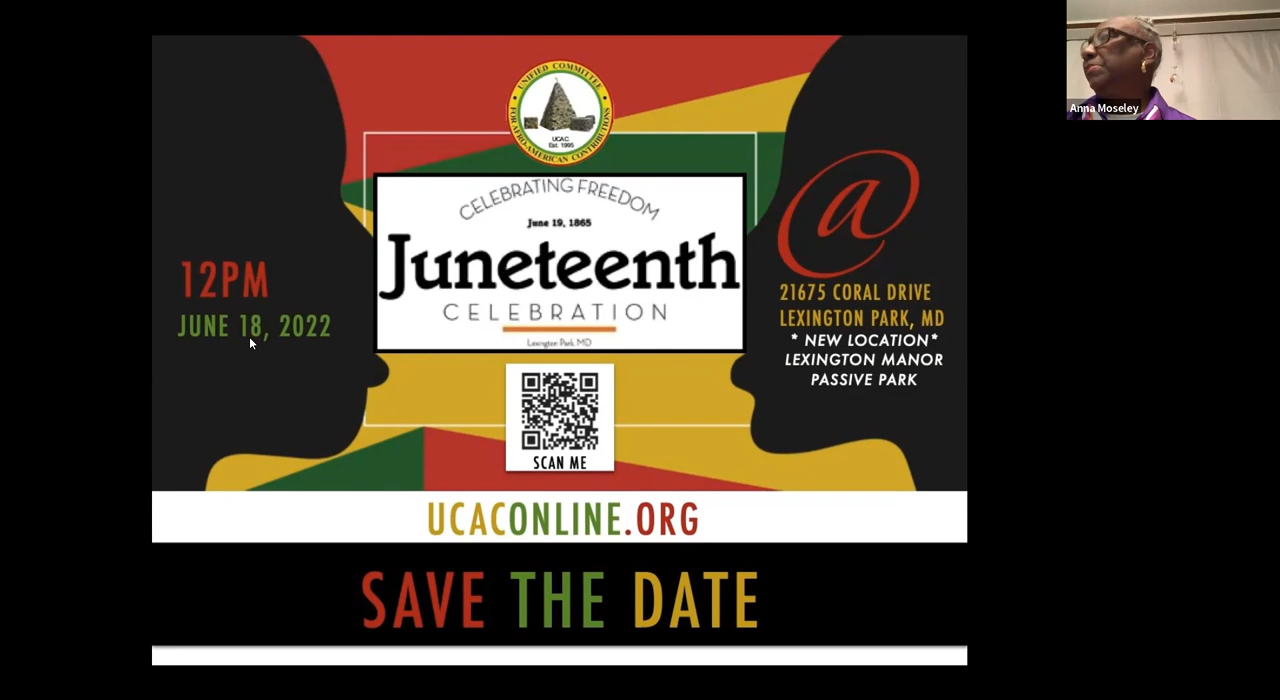 Anna Moseley
UNIFIED COMMITTEE
FOR AFRO-AMERICAN CONTRIBUTIONS
UCAC
Est. 1995
CELEBRATING FREEDOM
June 19, 1865
Juneteenth
CELEBRATION
Lexington Park, MD
12PM
JUNE 18, 2022
@
21675 CORAL DRIVE
LEXINGTON PARK, MD
* NEW LOCATION*
LEXINGTON MANOR
PASSIVE PARK
SCAN ME
UCACONLINE.ORG
SAVE THE DATE